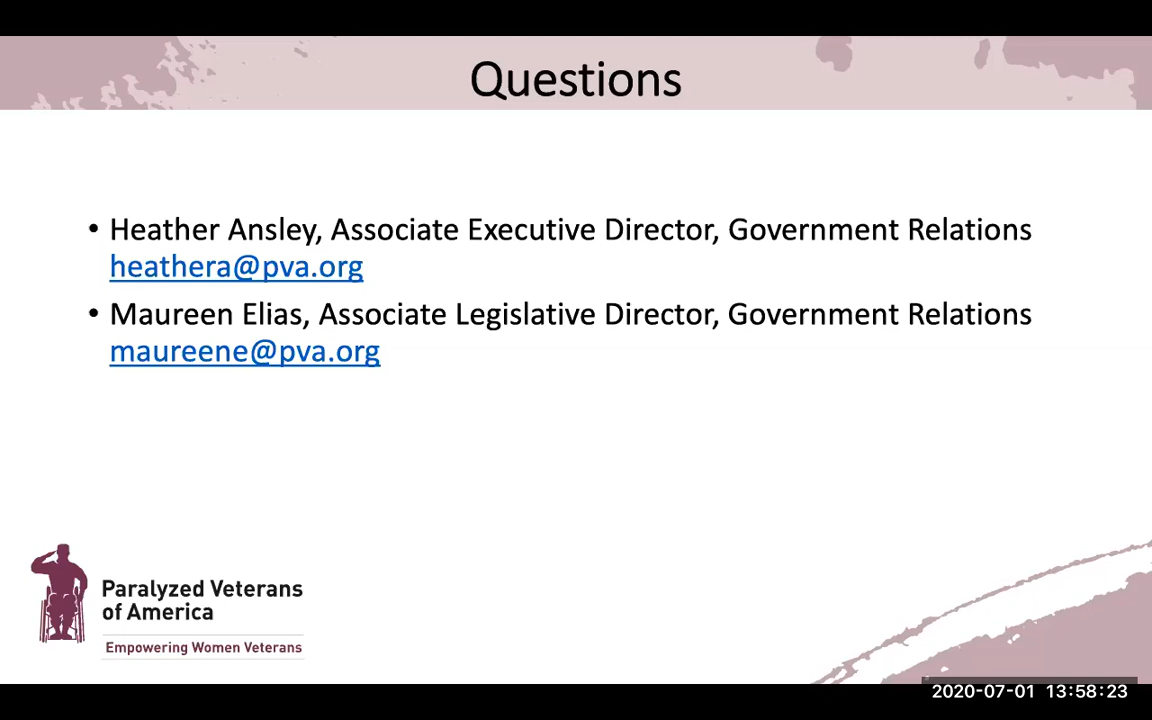 Questions
• Heather Ansley, Associate Executive Director, Government Relations
heathera@pva.org
• Maureen Elias, Associate Legislative Director, Government Relations
maureene@pva.org
Paralyzed Veterans
of America
Empowering Women Veterans
2020-07-01 13:58:23